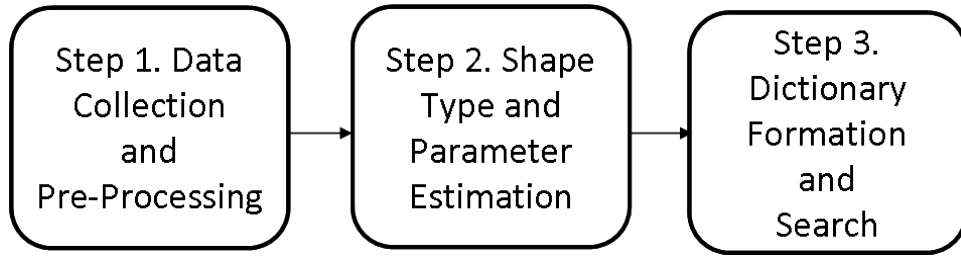 Step 1. Data
Collection
and
Pre-Processing
Step 2. Shape
Type and
Parameter
Estimation
Step 3.
Dictionary
Formation
and
Search